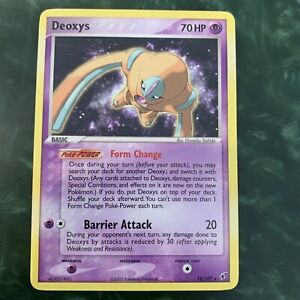 Deoxys
70 HP
BASIC
Poké-POWER Form Change
Once during your turn (before your attack), you may
search your deck for another Deoxys and switch it with
Deoxys. (Any cards attached to Deoxys, damage counters,
Special Conditions, and effects on it are now on the new
Pokémon.) If you do, put Deoxys on top of your deck.
Shuffle your deck afterward. You can't use more than 1
Form Change Poké-POWER each turn.
Barrier Attack 20
During your opponent's next turn, any damage done to
Deoxys by attacks is reduced by 30 (after applying
Weakness and Resistance).
weakness resistance retreat cost